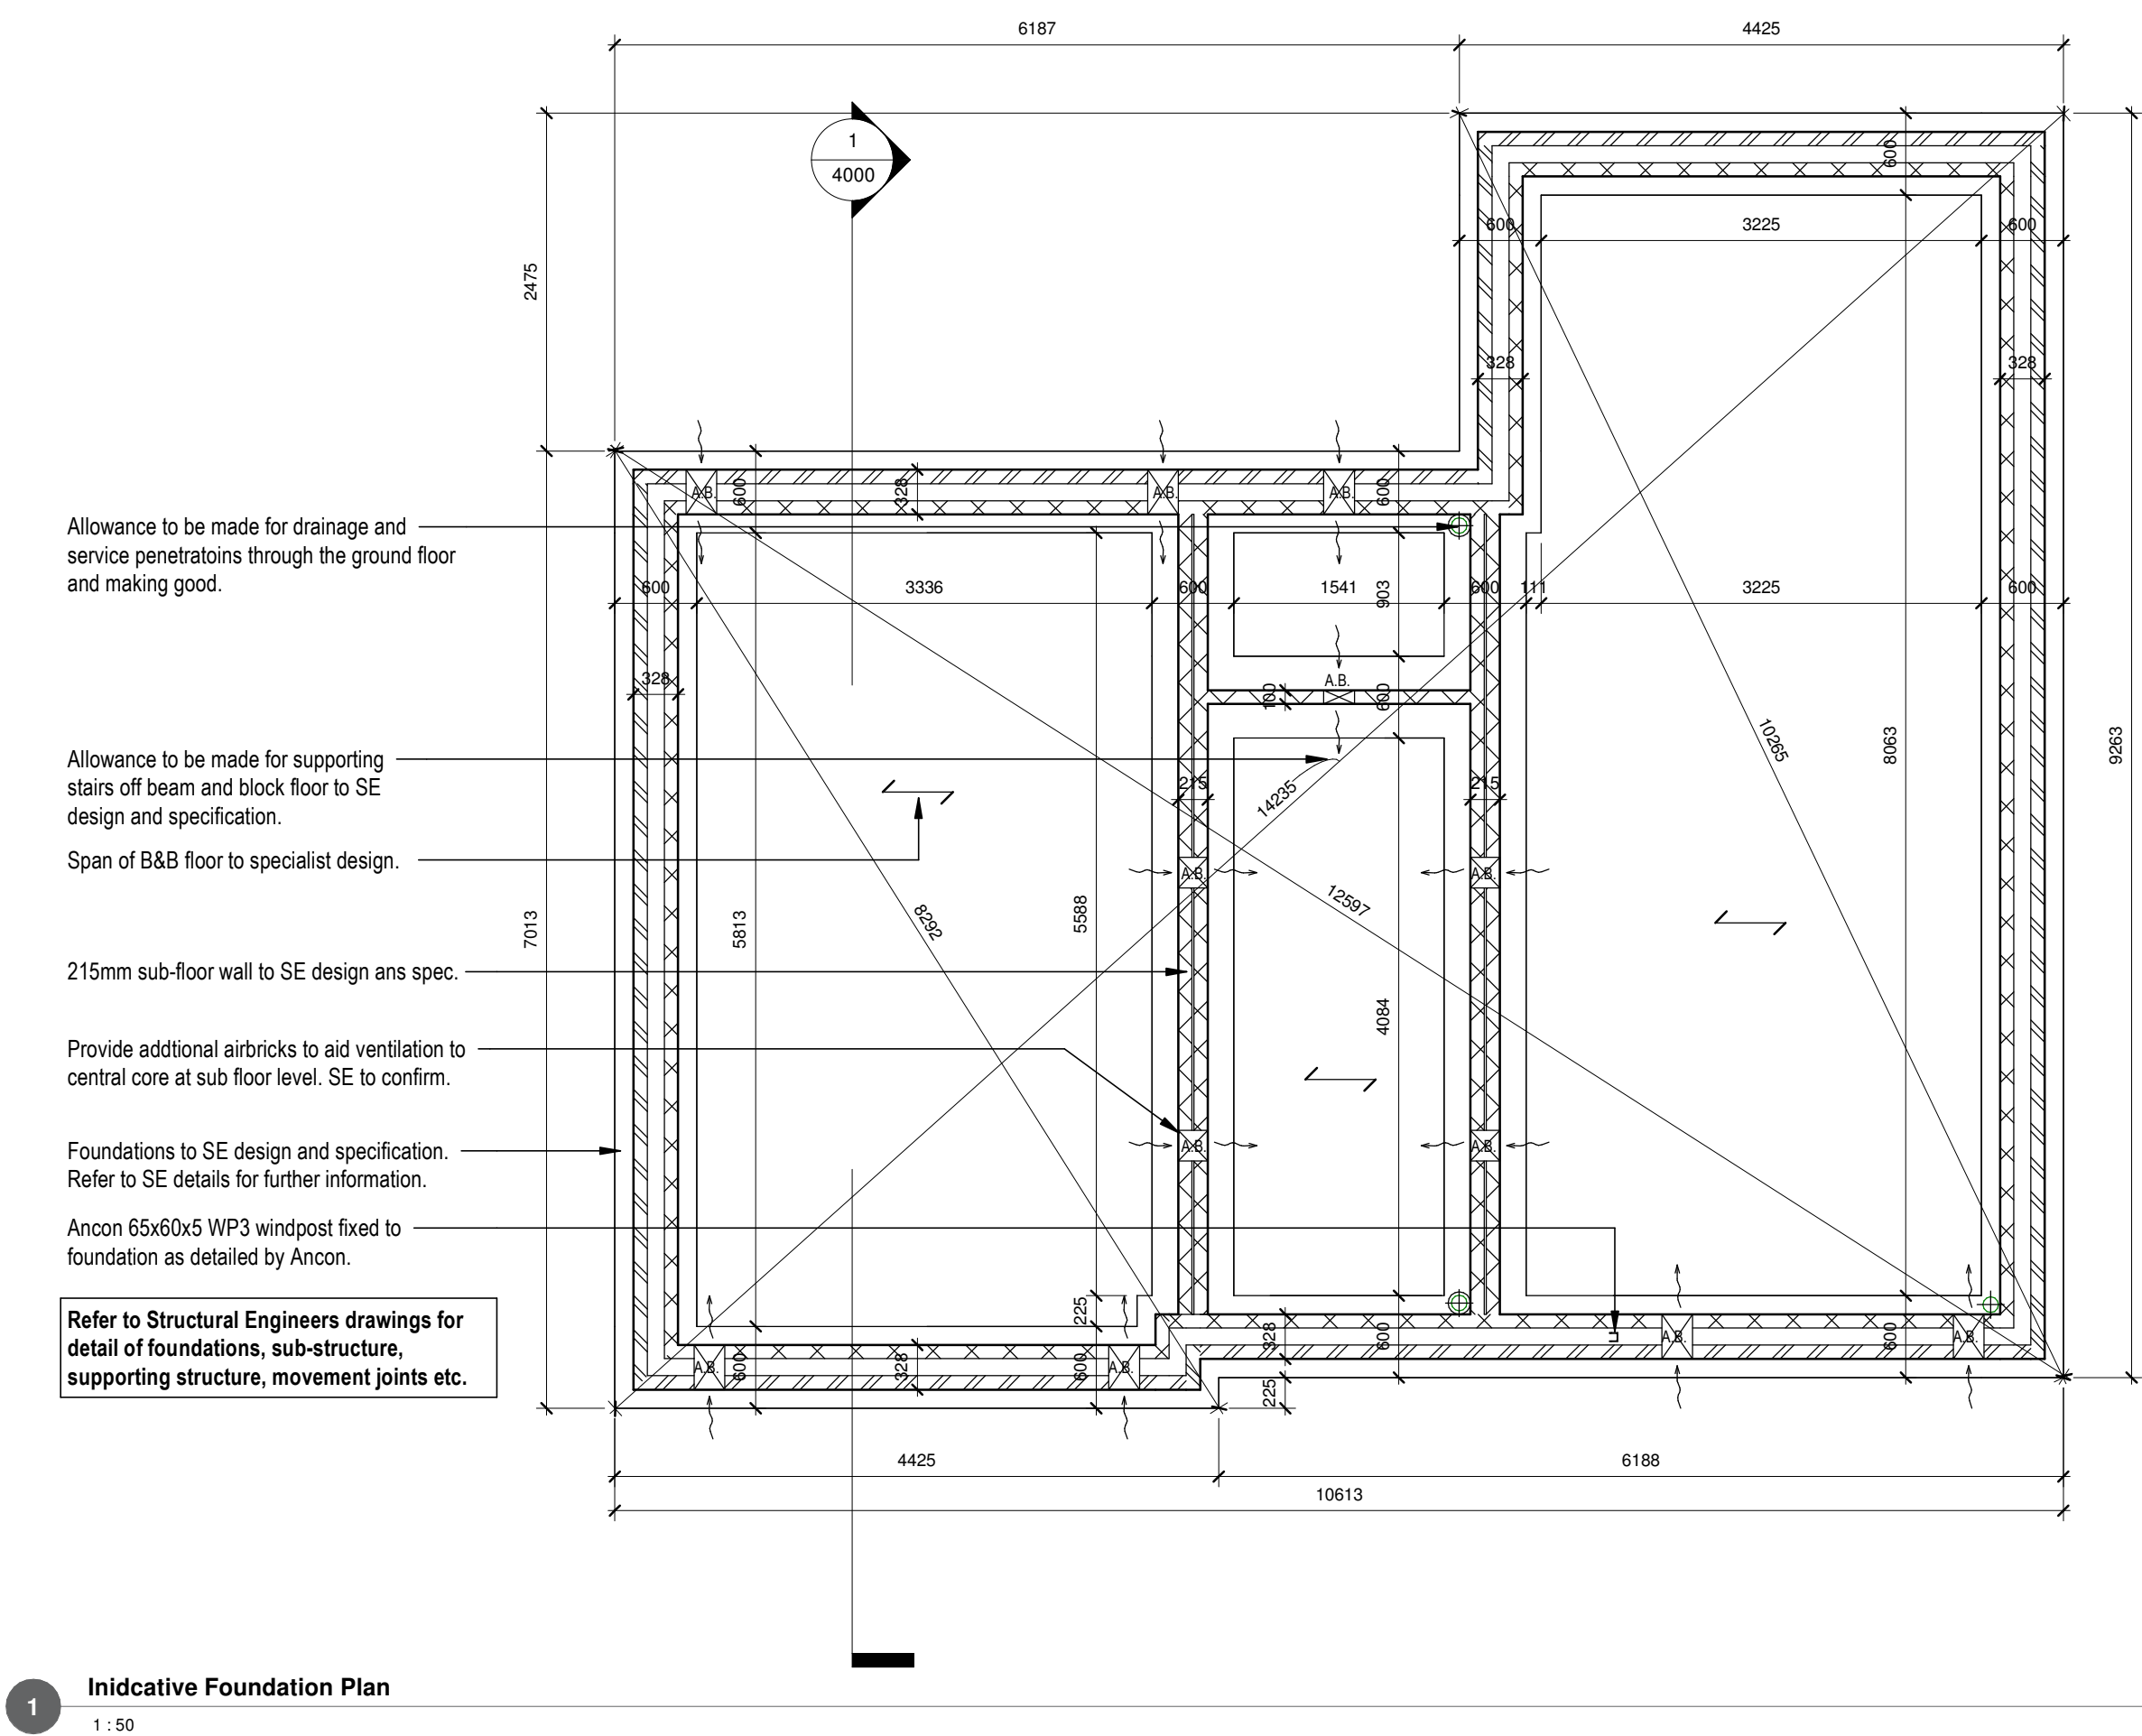 6187
4425
1
4000
600
2475
600
3225
600
328
328
A.B.
600
328
A.B.
A.B.
600
Allowance to be made for drainage and
service penetratoins through the ground floor
and making good.
600
3336
600
1541
903
600
111
3225
600
328
A.B.
100
600
Allowance to be made for supporting
stairs off beam and block floor to SE
design and specification.
215
215
14235
10265
8063
9263
Span of B&B floor to specialist design.
A.B.
A.B.
7013
5813
8292
5588
12597
215mm sub-floor wall to SE design ans spec.
4084
Provide addtional airbricks to aid ventilation to
central core at sub floor level. SE to confirm.
A.B.
A.B.
Foundations to SE design and specification.
Refer to SE details for further information.
Ancon 65x60x5 WP3 windpost fixed to
foundation as detailed by Ancon.
Refer to Structural Engineers drawings for
detail of foundations, sub-structure,
supporting structure, movement joints etc.
225
328
600
A.B.
600
A.B.
A.B.
600
328
600
A.B.
225
4425
6188
10613
1
Inidcative Foundation Plan
1 : 50